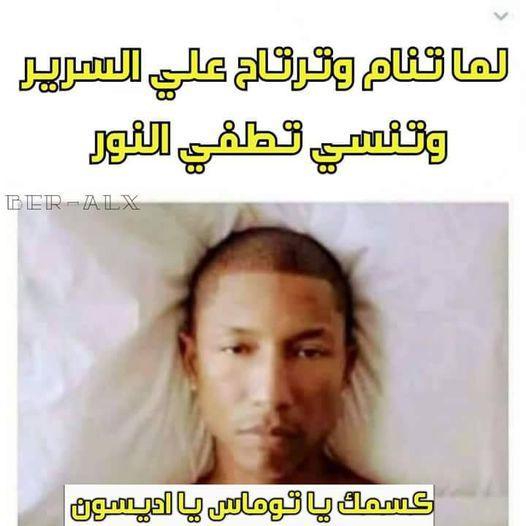 لما تنام وترتاح علي السرير
وتنسي تطفي النور
BER-ALX
كسمك يا توماس يا اديسون